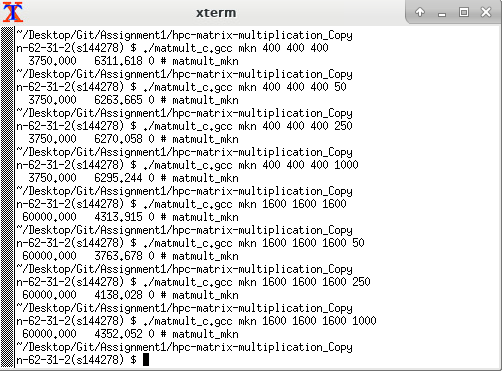 xterm
~/Desktop/Git/Assignment1/hpc-matrix-multiplication_Copy
n-62-31-2(s144278) $ ./matmult_c.gcc mkn 400 400 400
3750.000 6311.618 0 # matmult_mkn
~/Desktop/Git/Assignment1/hpc-matrix-multiplication_Copy
n-62-31-2(s144278) $ ./matmult_c.gcc mkn 400 400 400 50
3750.000 6263.665 0 # matmult_mkn
~/Desktop/Git/Assignment1/hpc-matrix-multiplication_Copy
n-62-31-2(s144278) $ ./matmult_c.gcc mkn 400 400 400 250
3750.000 6270.058 0 # matmult_mkn
~/Desktop/Git/Assignment1/hpc-matrix-multiplication_Copy
n-62-31-2(s144278) $ ./matmult_c.gcc mkn 400 400 400 1000
3750.000 6295.244 0 # matmult_mkn
~/Desktop/Git/Assignment1/hpc-matrix-multiplication_Copy
n-62-31-2(s144278) $ ./matmult_c.gcc mkn 1600 1600 1600
60000.000 4313.915 0 # matmult_mkn
~/Desktop/Git/Assignment1/hpc-matrix-multiplication_Copy
n-62-31-2(s144278) $ ./matmult_c.gcc mkn 1600 1600 1600 50
60000.000 3763.678 0 # matmult_mkn
~/Desktop/Git/Assignment1/hpc-matrix-multiplication_Copy
n-62-31-2(s144278) $ ./matmult_c.gcc mkn 1600 1600 1600 250
60000.000 4138.028 0 # matmult_mkn
~/Desktop/Git/Assignment1/hpc-matrix-multiplication_Copy
n-62-31-2(s144278) $ ./matmult_c.gcc mkn 1600 1600 1600 1000
60000.000 4352.052 0 # matmult_mkn
~/Desktop/Git/Assignment1/hpc-matrix-multiplication_Copy
n-62-31-2(s144278) $